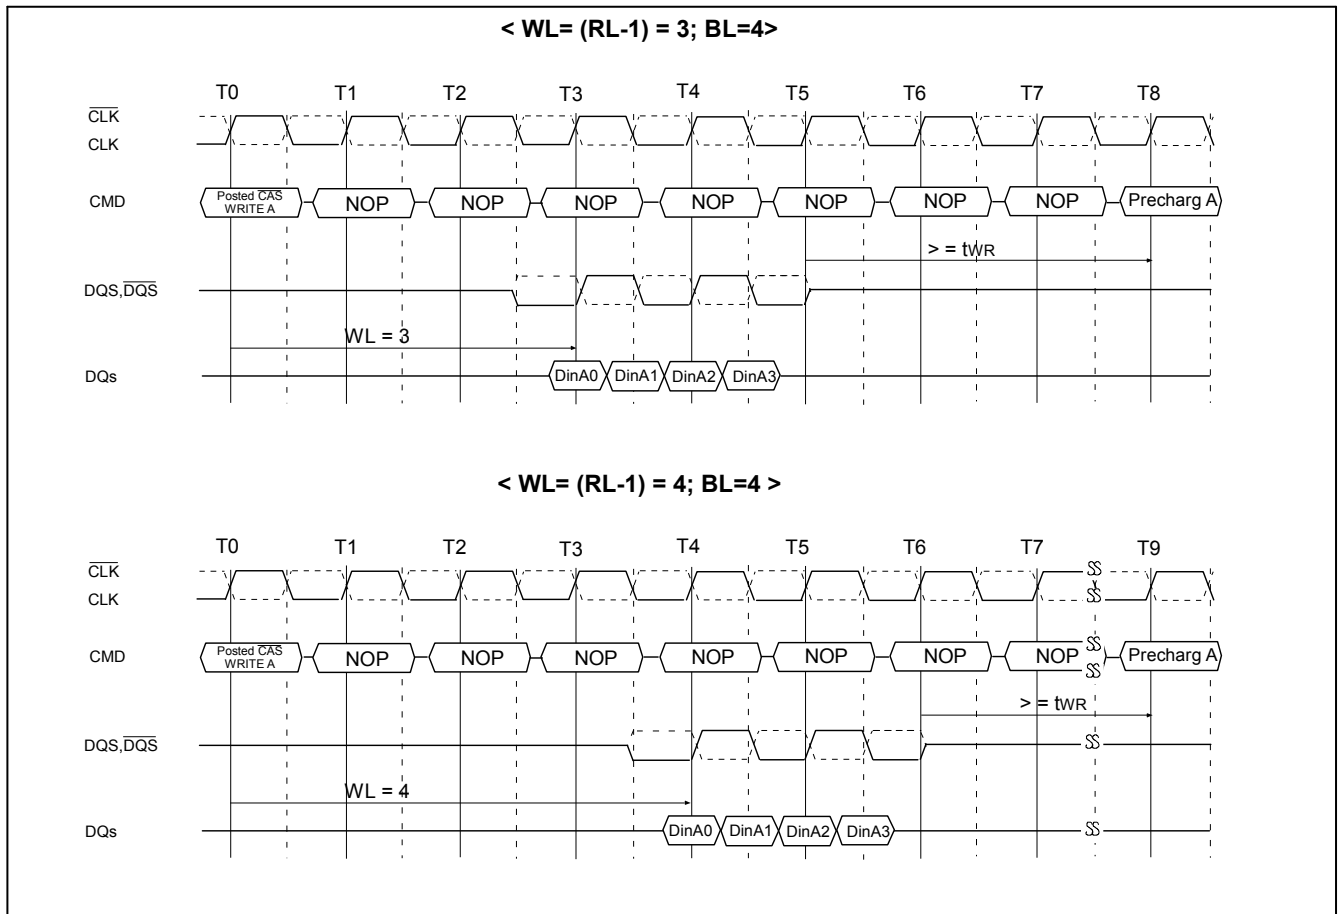 < WL= (RL-1) = 3; BL=4>
T0 T1 T2 T3 T4 T5 T6 T7 T8
CLK
CLK
CMD Posted CAS WRITE A NOP NOP NOP NOP NOP NOP NOP Precharg A
> = tWR
DQS,DQS
WL = 3
DQs DinA0 DinA1 DinA2 DinA3
< WL= (RL-1) = 4; BL=4 >
T0 T1 T2 T3 T4 T5 T6 T7 T9
CLK
CLK
CMD Posted CAS WRITE A NOP NOP NOP NOP NOP NOP NOP Precharg A
> = tWR
DQS,DQS
WL = 4
DQs DinA0 DinA1 DinA2 DinA3